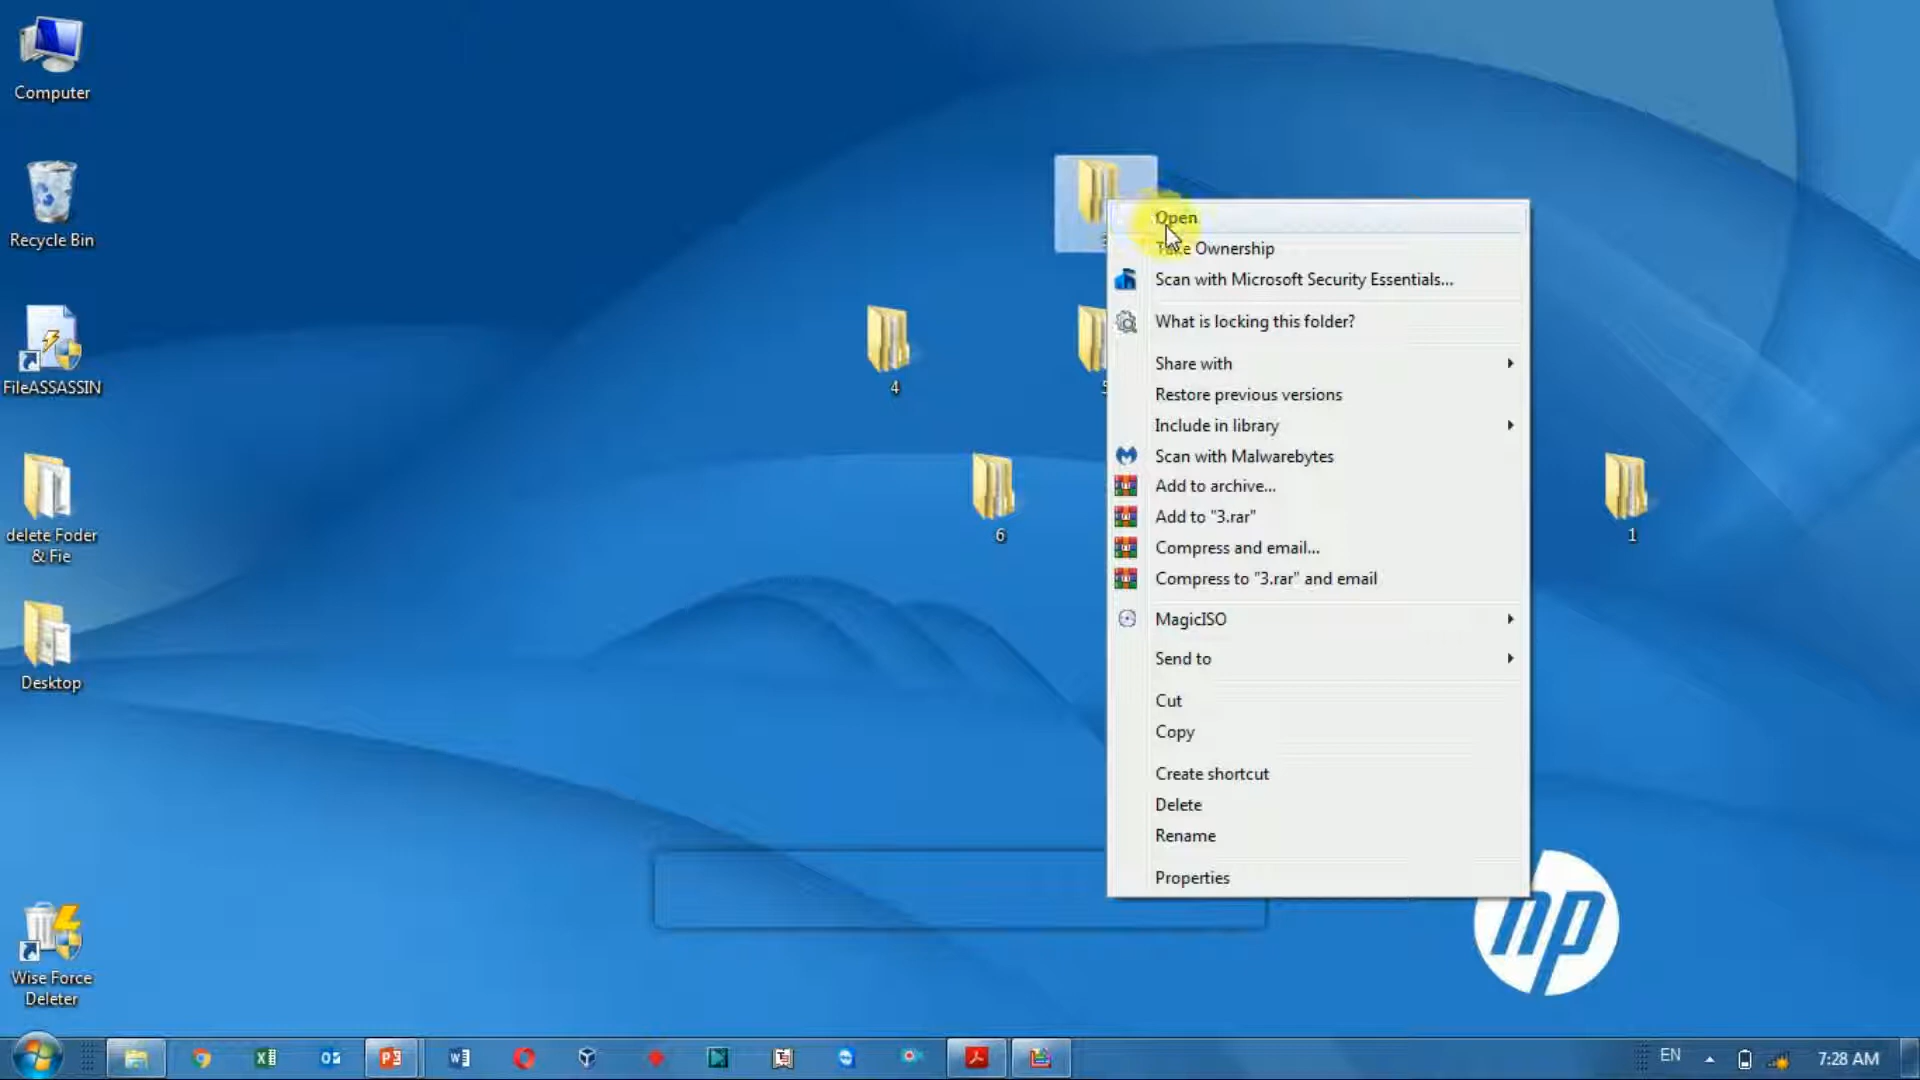 Computer
Recycle Bin
FileASSASSIN
delete Foder
& Fie
Desktop
Wise Force
Deleter
4
6
1
Open
Take Ownership
Scan with Microsoft Security Essentials...
What is locking this folder?
Share with
Restore previous versions
Include in library
Scan with Malwarebytes
Add to archive...
Add to "3.rar"
Compress and email...
Compress to "3.rar" and email
MagicISO
Send to
Cut
Copy
Create shortcut
Delete
Rename
Properties
hp
EN
7:28 AM